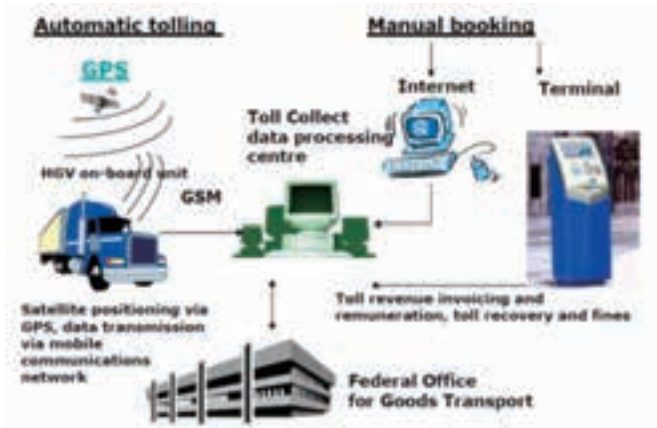 Automatic tolling
Manual booking
GPS
Internet
Terminal
Toll Collect
data processing
centre
HGV on-board unit
GSM
Satellite positioning via
GPS, data transmission
via mobile
communications
network
Toll revenue invoicing and
remuneration, toll recovery and fines
Federal Office
for Goods Transport